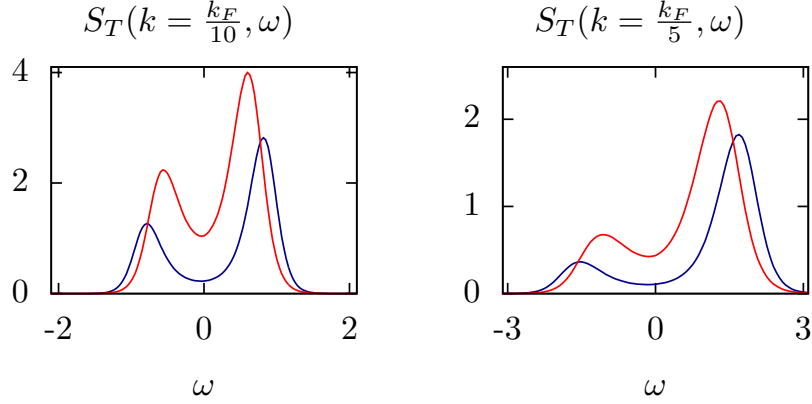 S_T(k = k_F/10, ω) S_T(k = k_F/5, ω)
4
2
0
-2 0 2
ω
2
1
0
-3 0 3
ω